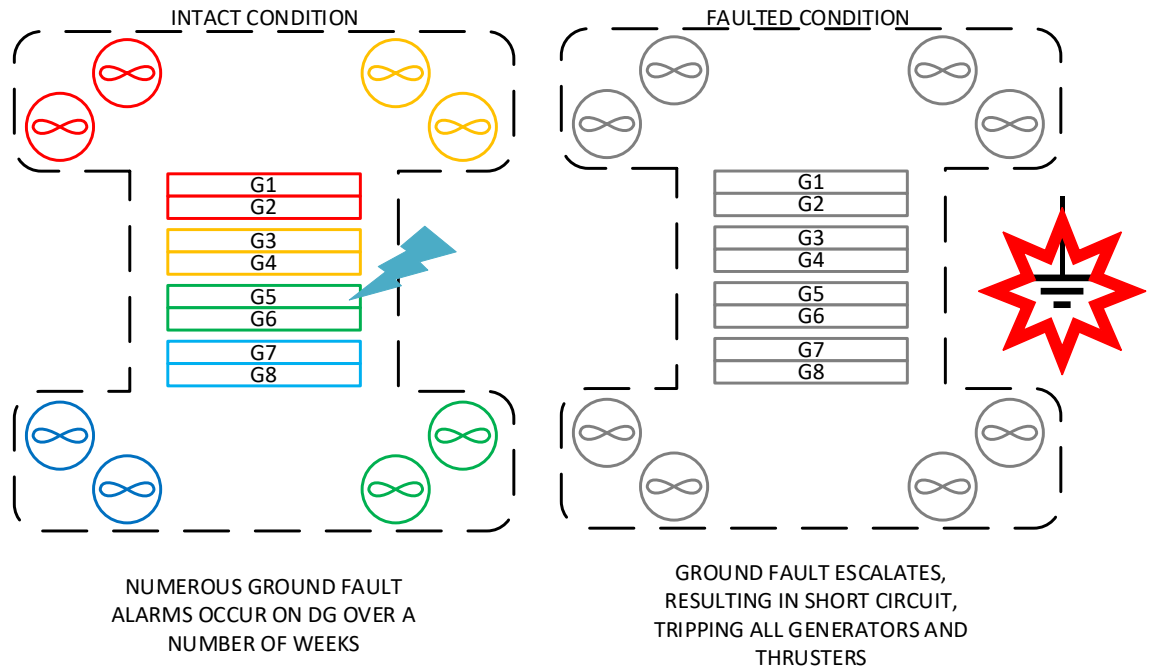 INTACT CONDITION
G1
G2
G3
G4
G5
G6
G7
G8
NUMEROUS GROUND FAULT
ALARMS OCCUR ON DG OVER A
NUMBER OF WEEKS
FAULTED CONDITION
G1
G2
G3
G4
G5
G6
G7
G8
GROUND FAULT ESCALATES,
RESULTING IN SHORT CIRCUIT,
TRIPPING ALL GENERATORS AND
THRUSTERS